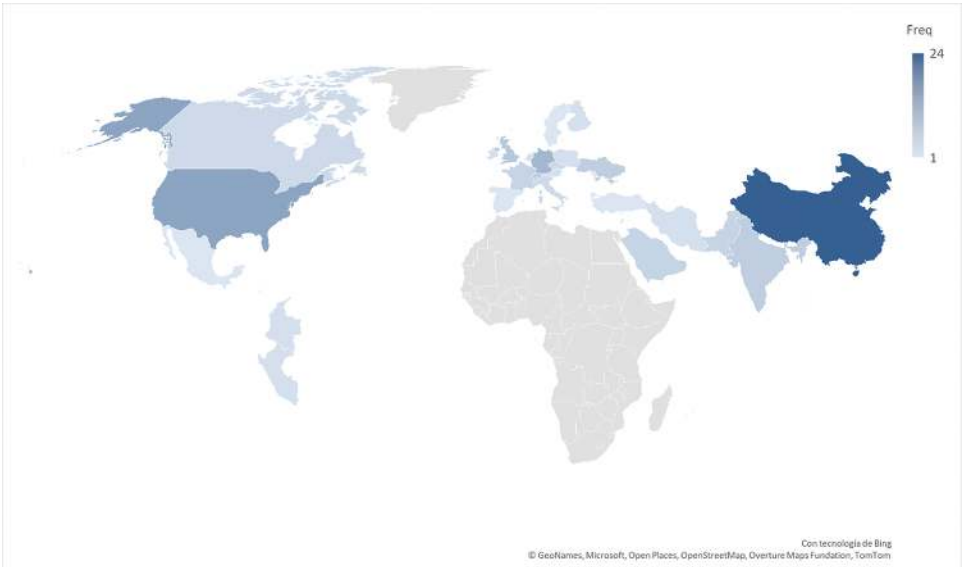 Freq
24
1
Con tecnología de Bing
© GeoNames, Microsoft, Open Places, OpenStreetMap, Overture Maps Fundation, TomTom